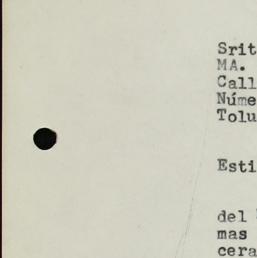 Srit
MA.
Call
Núme
Tolu
Esti
del
mas
cera